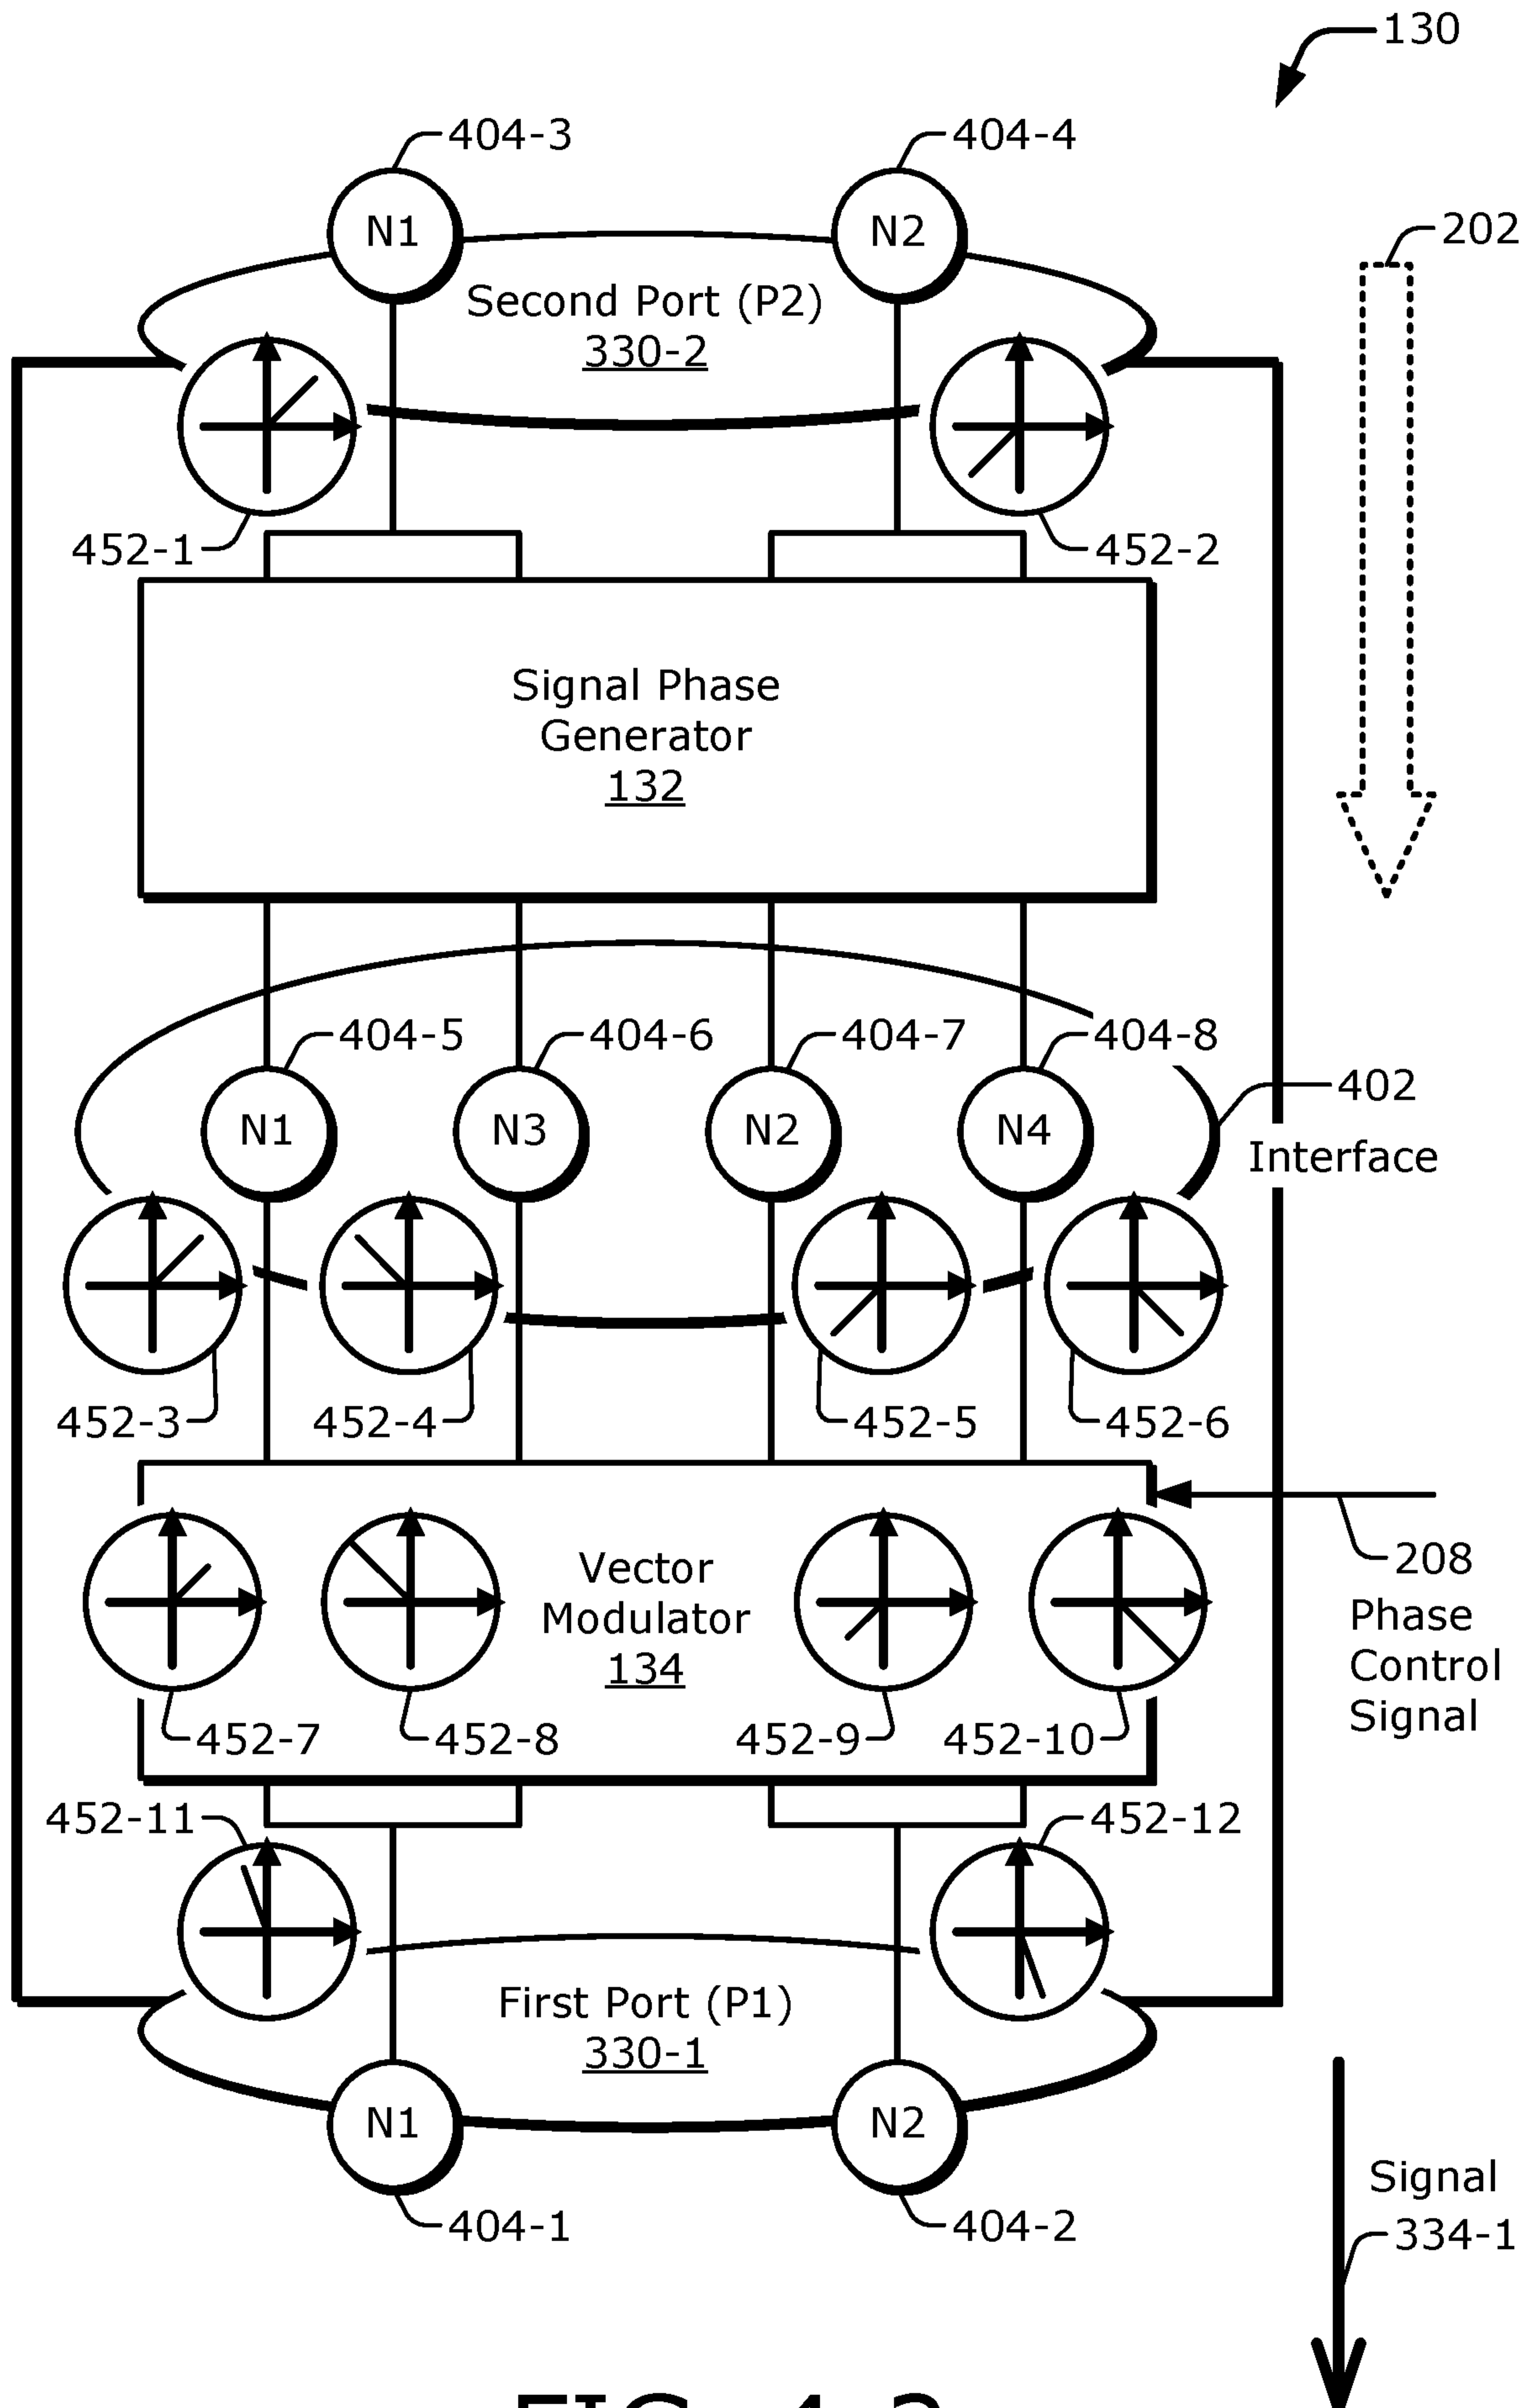 130
404-3
404-4
N1
N2
202
Second Port (P2)
330-2
452-1
452-2
Signal Phase
Generator
132
404-5
404-6
404-7
404-8
402
N1
N3
N2
N4
Interface
452-3
452-4
452-5
452-6
208
Phase
Control
Signal
Vector
Modulator
134
452-7
452-8
452-9
452-10
452-11
452-12
First Port (P1)
330-1
N1
N2
404-1
404-2
Signal
334-1